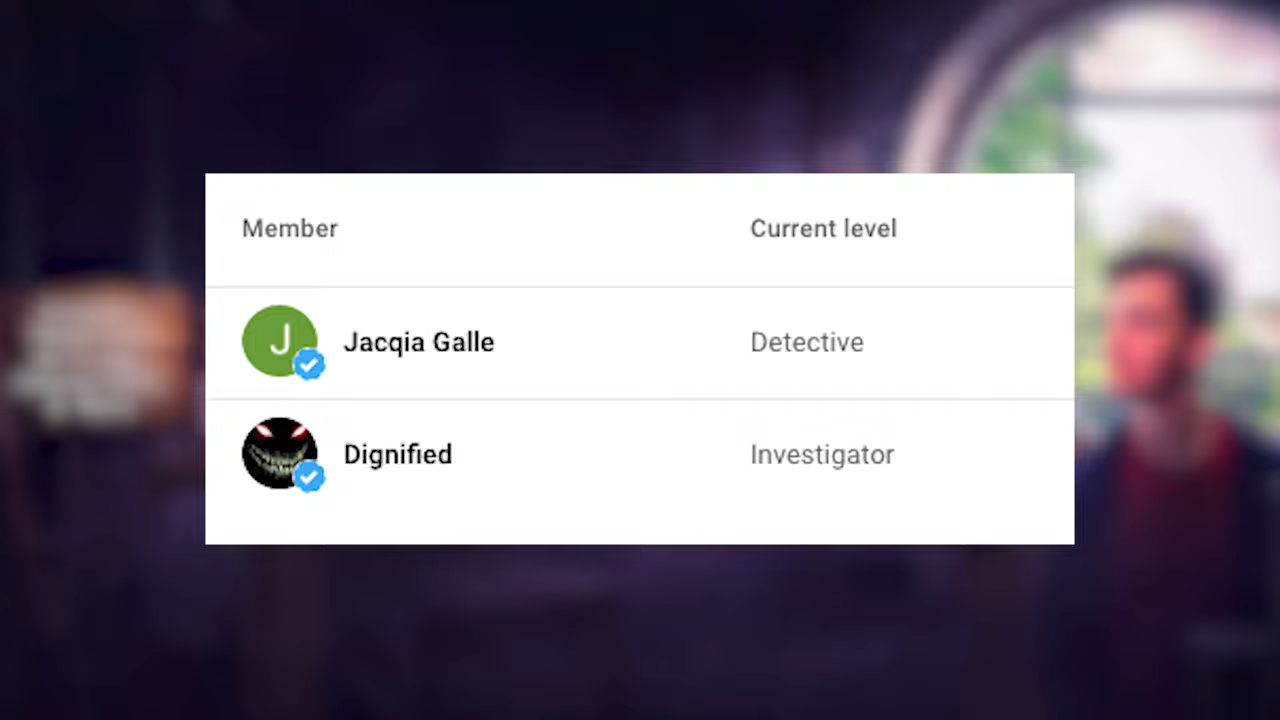 Member Current level
J Jacqia Galle Detective
Dignified Investigator